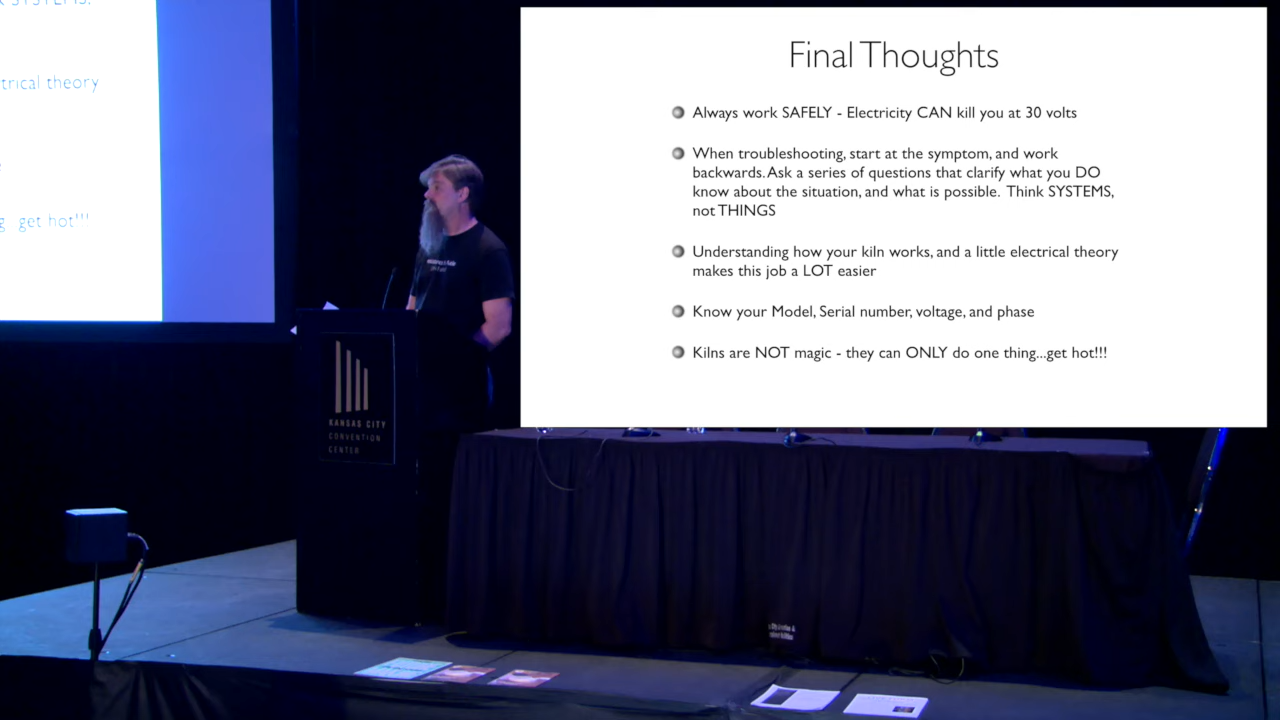 trical theory
get hot!!!
Final Thoughts
Always work SAFELY - Electricity CAN kill you at 30 volts
When troubleshooting, start at the symptom, and work
backwards. Ask a series of questions that clarify what you DO
know about the situation, and what is possible. Think SYSTEMS,
not THINGS
Understanding how your kiln works, and a little electrical theory
makes this job a LOT easier
Know your Model, Serial number, voltage, and phase
Kilns are NOT magic - they can ONLY do one thing...get hot!!!
KANSAS CITY
CONVENTION
CENTER